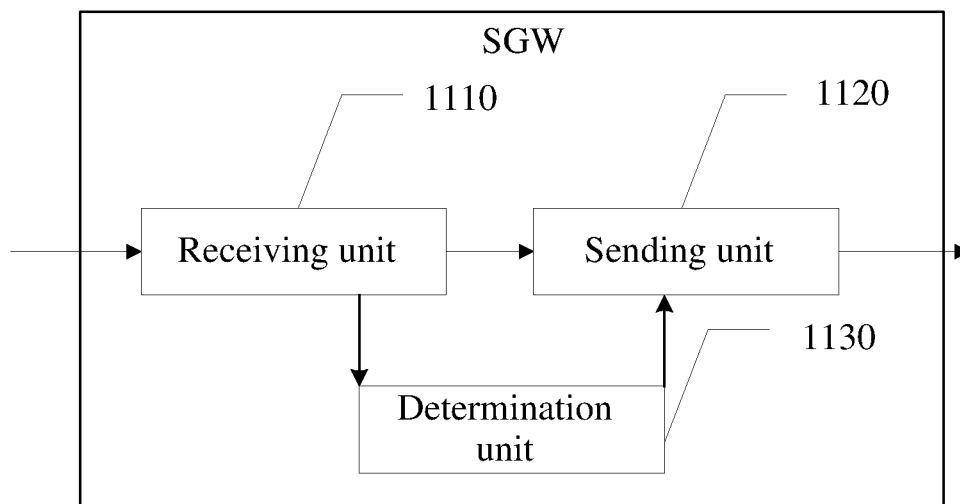 SGW
1110
1120
Receiving unit
Sending unit
1130
Determination
unit